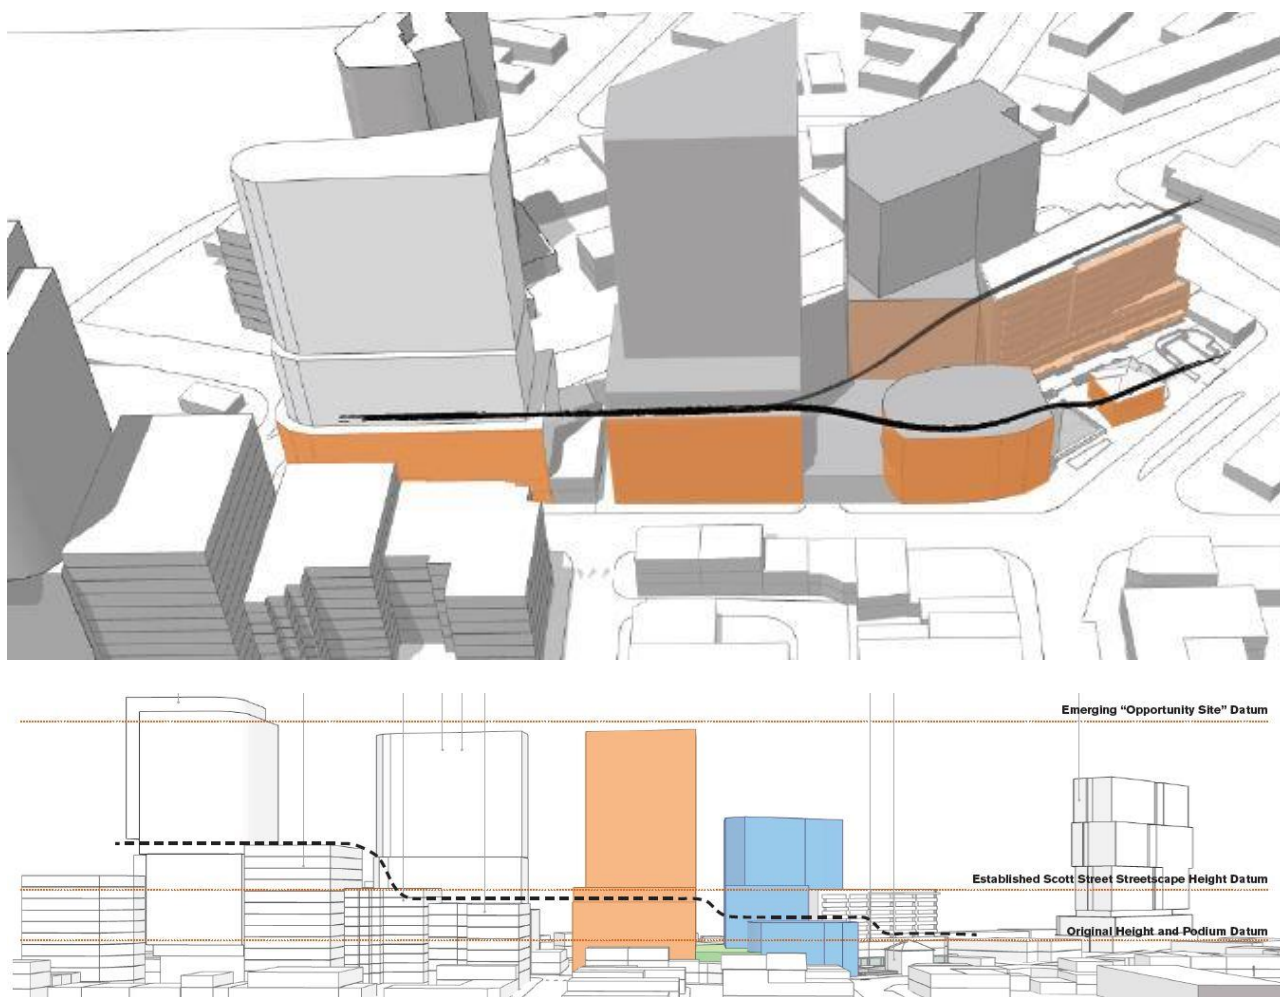 Emerging “Opportunity Site” Datum
Established Scott Street Streetscape Height Datum
Original Height and Podium Datum